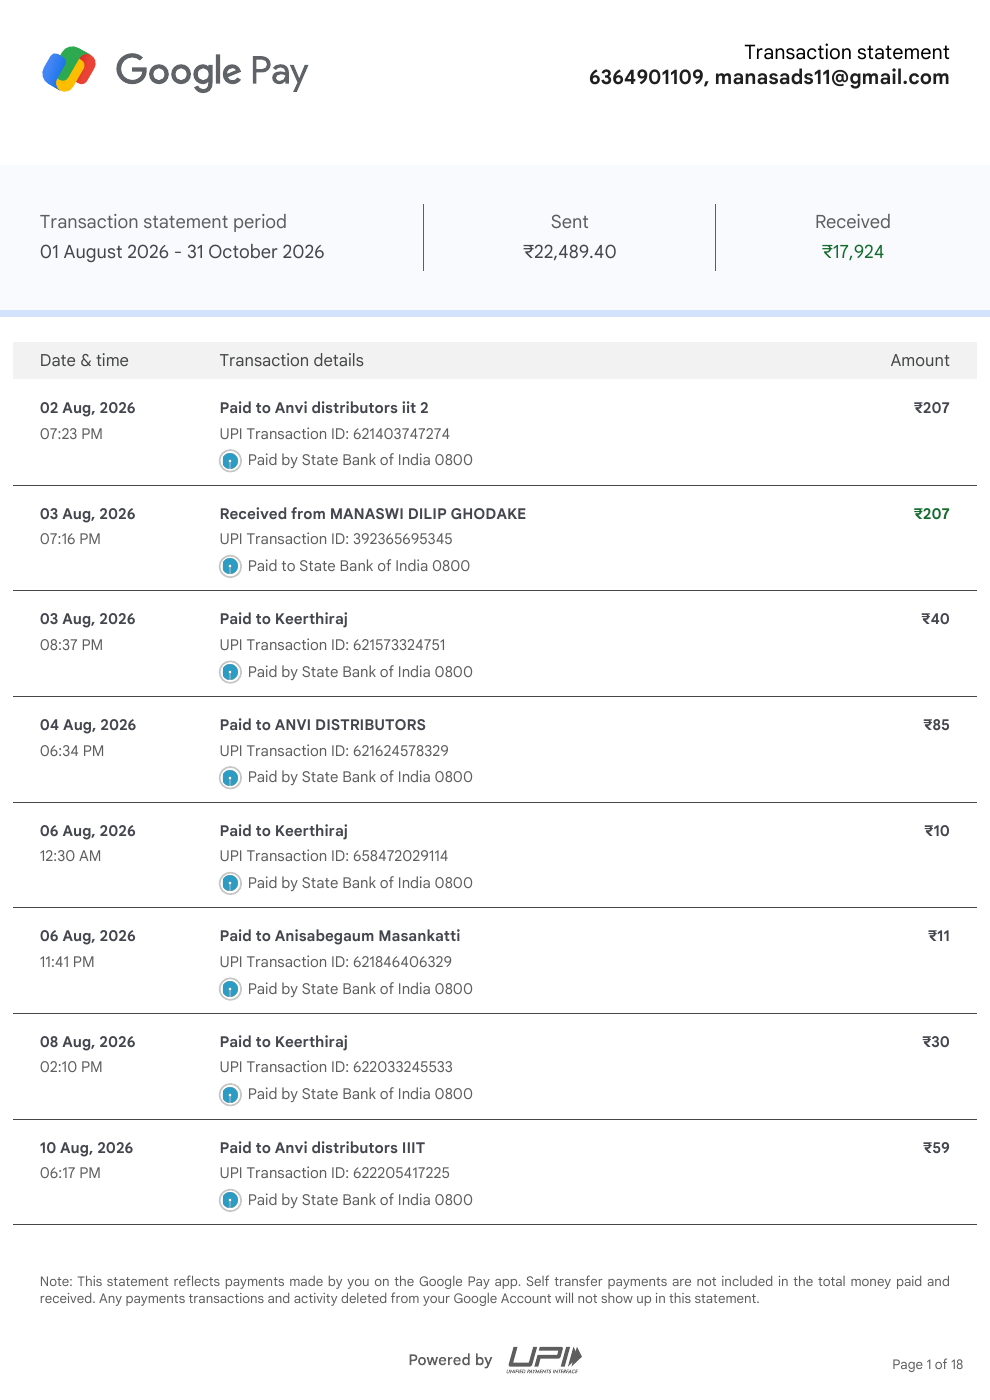 Google Pay
Transaction statement
6364901109, manasads11@gmail.com
Transaction statement period
01 August 2026 - 31 October 2026
Sent
₹22,489.40
Received
₹17,924
Date & time Transaction details Amount
02 Aug, 2026 Paid to Anvi distributors iit 2 ₹207
07:23 PM UPI Transaction ID: 621403747274
Paid by State Bank of India 0800
03 Aug, 2026 Received from MANASWI DILIP GHODAKE ₹207
07:16 PM UPI Transaction ID: 392365695345
Paid to State Bank of India 0800
03 Aug, 2026 Paid to Keerthiraj ₹40
08:37 PM UPI Transaction ID: 621573324751
Paid by State Bank of India 0800
04 Aug, 2026 Paid to ANVI DISTRIBUTORS ₹85
06:34 PM UPI Transaction ID: 621624578329
Paid by State Bank of India 0800
06 Aug, 2026 Paid to Keerthiraj ₹10
12:30 AM UPI Transaction ID: 658472029114
Paid by State Bank of India 0800
06 Aug, 2026 Paid to Anisabegaum Masankatti ₹11
11:41 PM UPI Transaction ID: 621846406329
Paid by State Bank of India 0800
08 Aug, 2026 Paid to Keerthiraj ₹30
02:10 PM UPI Transaction ID: 622033245533
Paid by State Bank of India 0800
10 Aug, 2026 Paid to Anvi distributors IIIT ₹59
06:17 PM UPI Transaction ID: 622205417225
Paid by State Bank of India 0800
Note: This statement reflects payments made by you on the Google Pay app. Self transfer payments are not included in the total money paid and
received. Any payments transactions and activity deleted from your Google Account will not show up in this statement.
Powered by UPI
UNIFIED PAYMENTS INTERFACE
Page 1 of 18